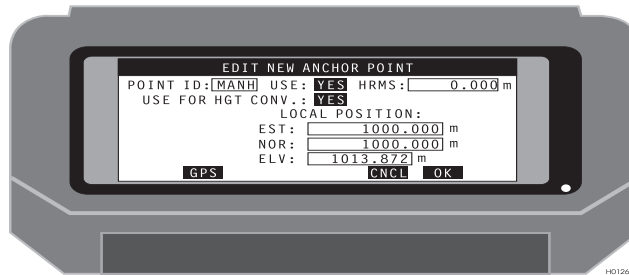 EDIT NEW ANCHOR POINT
POINT ID: MANH USE: YES HRMS: 0.000 m
USE FOR HGT CONV.: YES
LOCAL POSITION:
EST: 1000.000 m
NOR: 1000.000 m
ELV: 1013.872 m
GPS CNCL OK
H0126